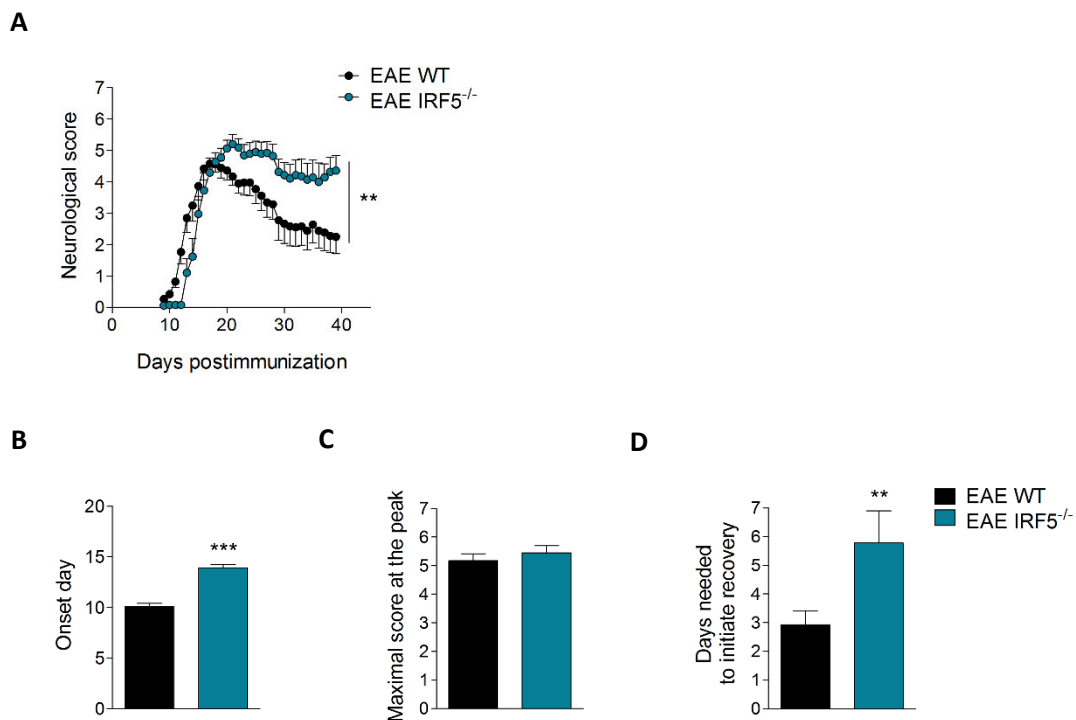 A
EAE WT
EAE IRF5-/-
Neurological score
7
6
5
4
3
2
1
0
**
0 10 20 30 40
Days postimmunization
B
Onset day
20
15
10
5
0
***
C
Maximal score at the peak
7
6
5
4
3
2
1
0
D
Days needed
to initiate recovery
7
6
5
4
3
2
1
0
**
EAE WT
EAE IRF5-/-